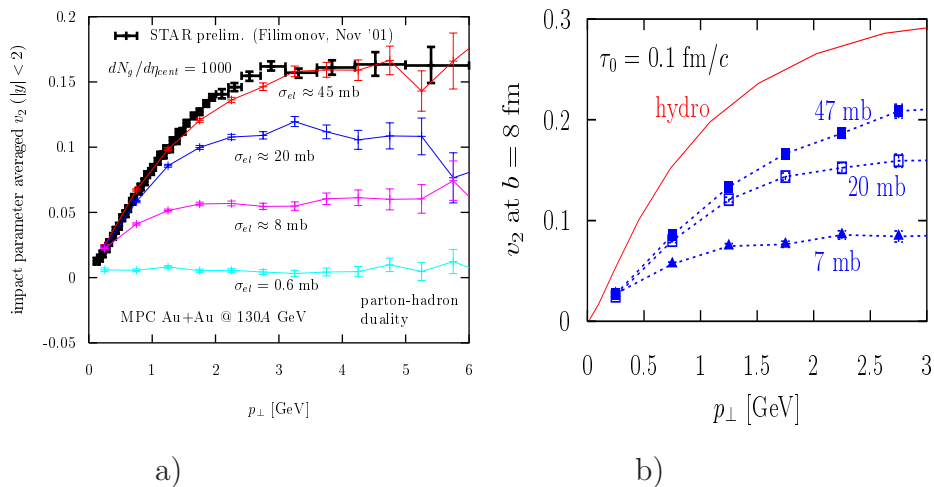 0.2
0.15
0.1
0.05
0
-0.05
impact parameter averaged v₂ (|y| < 2)
STAR prelim. (Filimonov, Nov '01)
dN_g/dη_cent = 1000
σ_el ≈ 45 mb
σ_el ≈ 20 mb
σ_el ≈ 8 mb
σ_el = 0.6 mb
parton-hadron
duality
MPC Au+Au @ 130A GeV
0 1 2 3 4 5 6
p_⊥ [GeV]
a)
0.3
0.2
0.1
0
v₂ at b = 8 fm
τ₀ = 0.1 fm/c
hydro
47 mb
20 mb
7 mb
0 0.5 1 1.5 2 2.5 3
p_⊥ [GeV]
b)